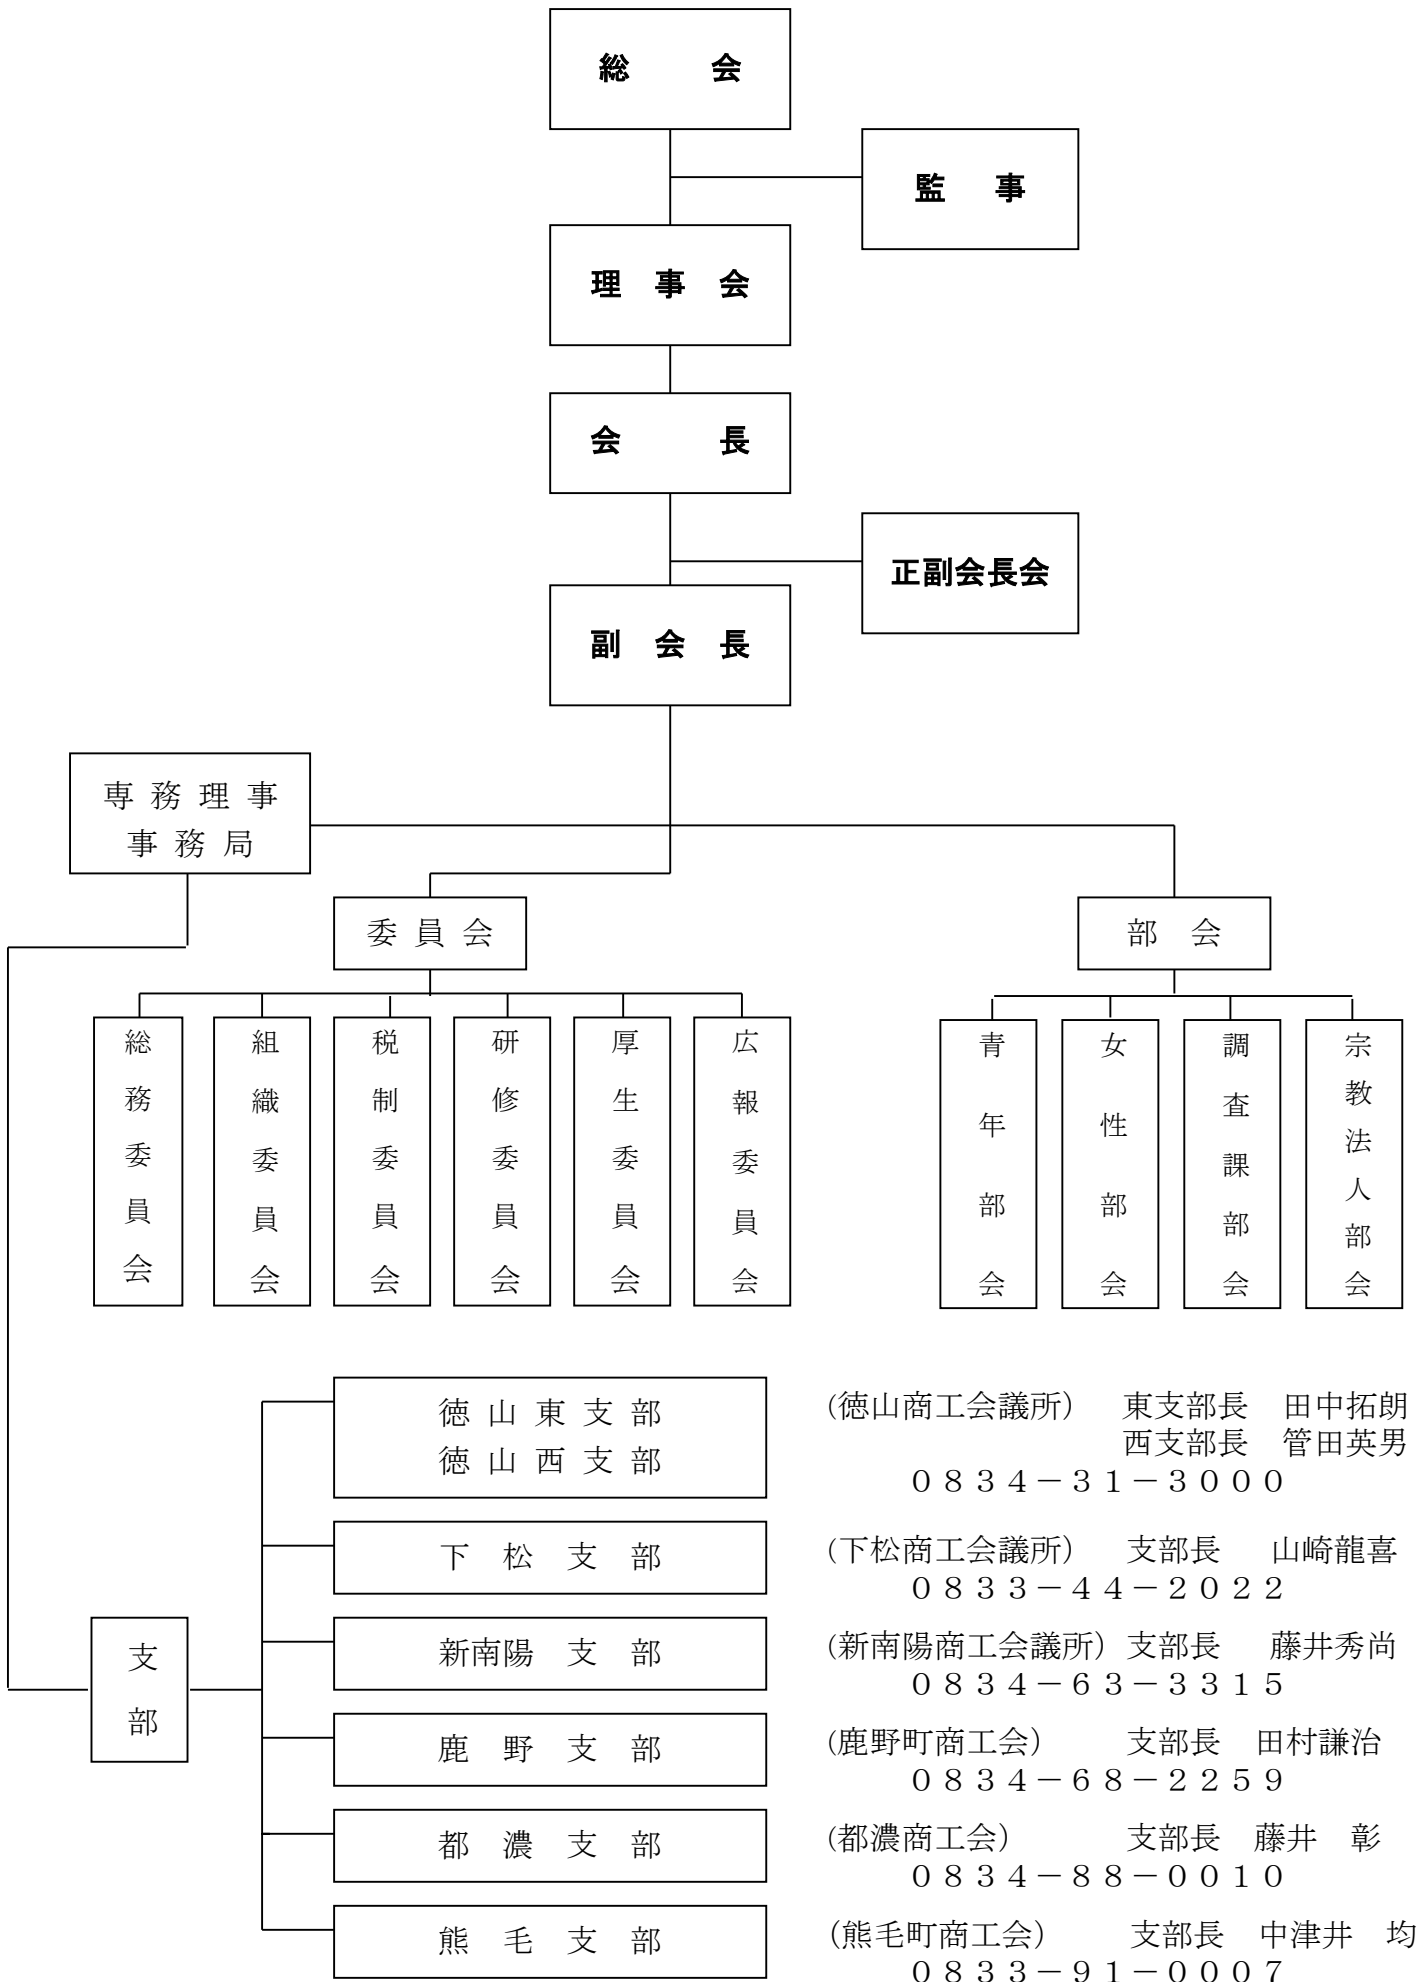 総　会
監　事
理　事　会
会　長
正副会長会
副　会　長
専 務 理 事
事 務 局
委 員 会
部　会
総務委員会
組織委員会
税制委員会
研修委員会
厚生委員会
広報委員会
青年部会
女性部会
調査課部会
宗教法人部会
徳 山 東 支 部
徳 山 西 支 部
(徳山商工会議所)　東支部長　田中拓朗
西支部長　管田英男
０８３４－３１－３０００
下　松　支　部
(下松商工会議所)　支部長　山崎龍喜
０８３３－４４－２０２２
支部
新南陽　支　部
(新南陽商工会議所) 支部長　藤井秀尚
０８３４－６３－３３１５
鹿　野　支　部
(鹿野町商工会)　支部長　田村謙治
０８３４－６８－２２５９
都　濃　支　部
(都濃商工会)　支部長　藤井　彰
０８３４－８８－００１０
熊　毛　支　部
(熊毛町商工会)　支部長　中津井　均
０８３３－９１－０００７